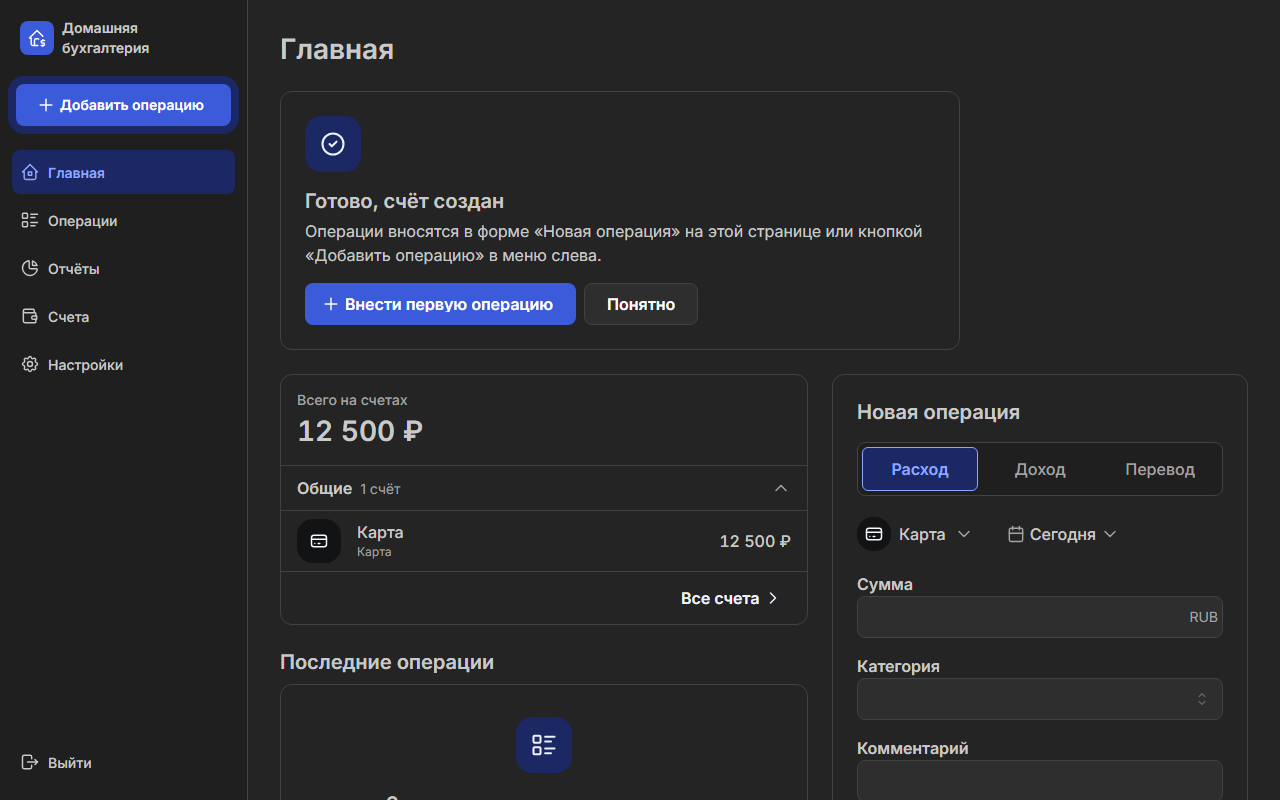 Домашняя
бухгалтерия
Добавить операцию
Главная
Операции
Отчёты
Счета
Настройки
Выйти
Главная
Готово, счёт создан
Операции вносятся в форме «Новая операция» на этой странице или кнопкой
«Добавить операцию» в меню слева.
Внести первую операцию
Понятно
Всего на счетах
12 500 ₽
Общие 1 счёт
Карта
Карта
12 500 ₽
Все счета
Последние операции
Новая операция
Расход
Доход
Перевод
Карта
Сегодня
Сумма
RUB
Категория
Комментарий